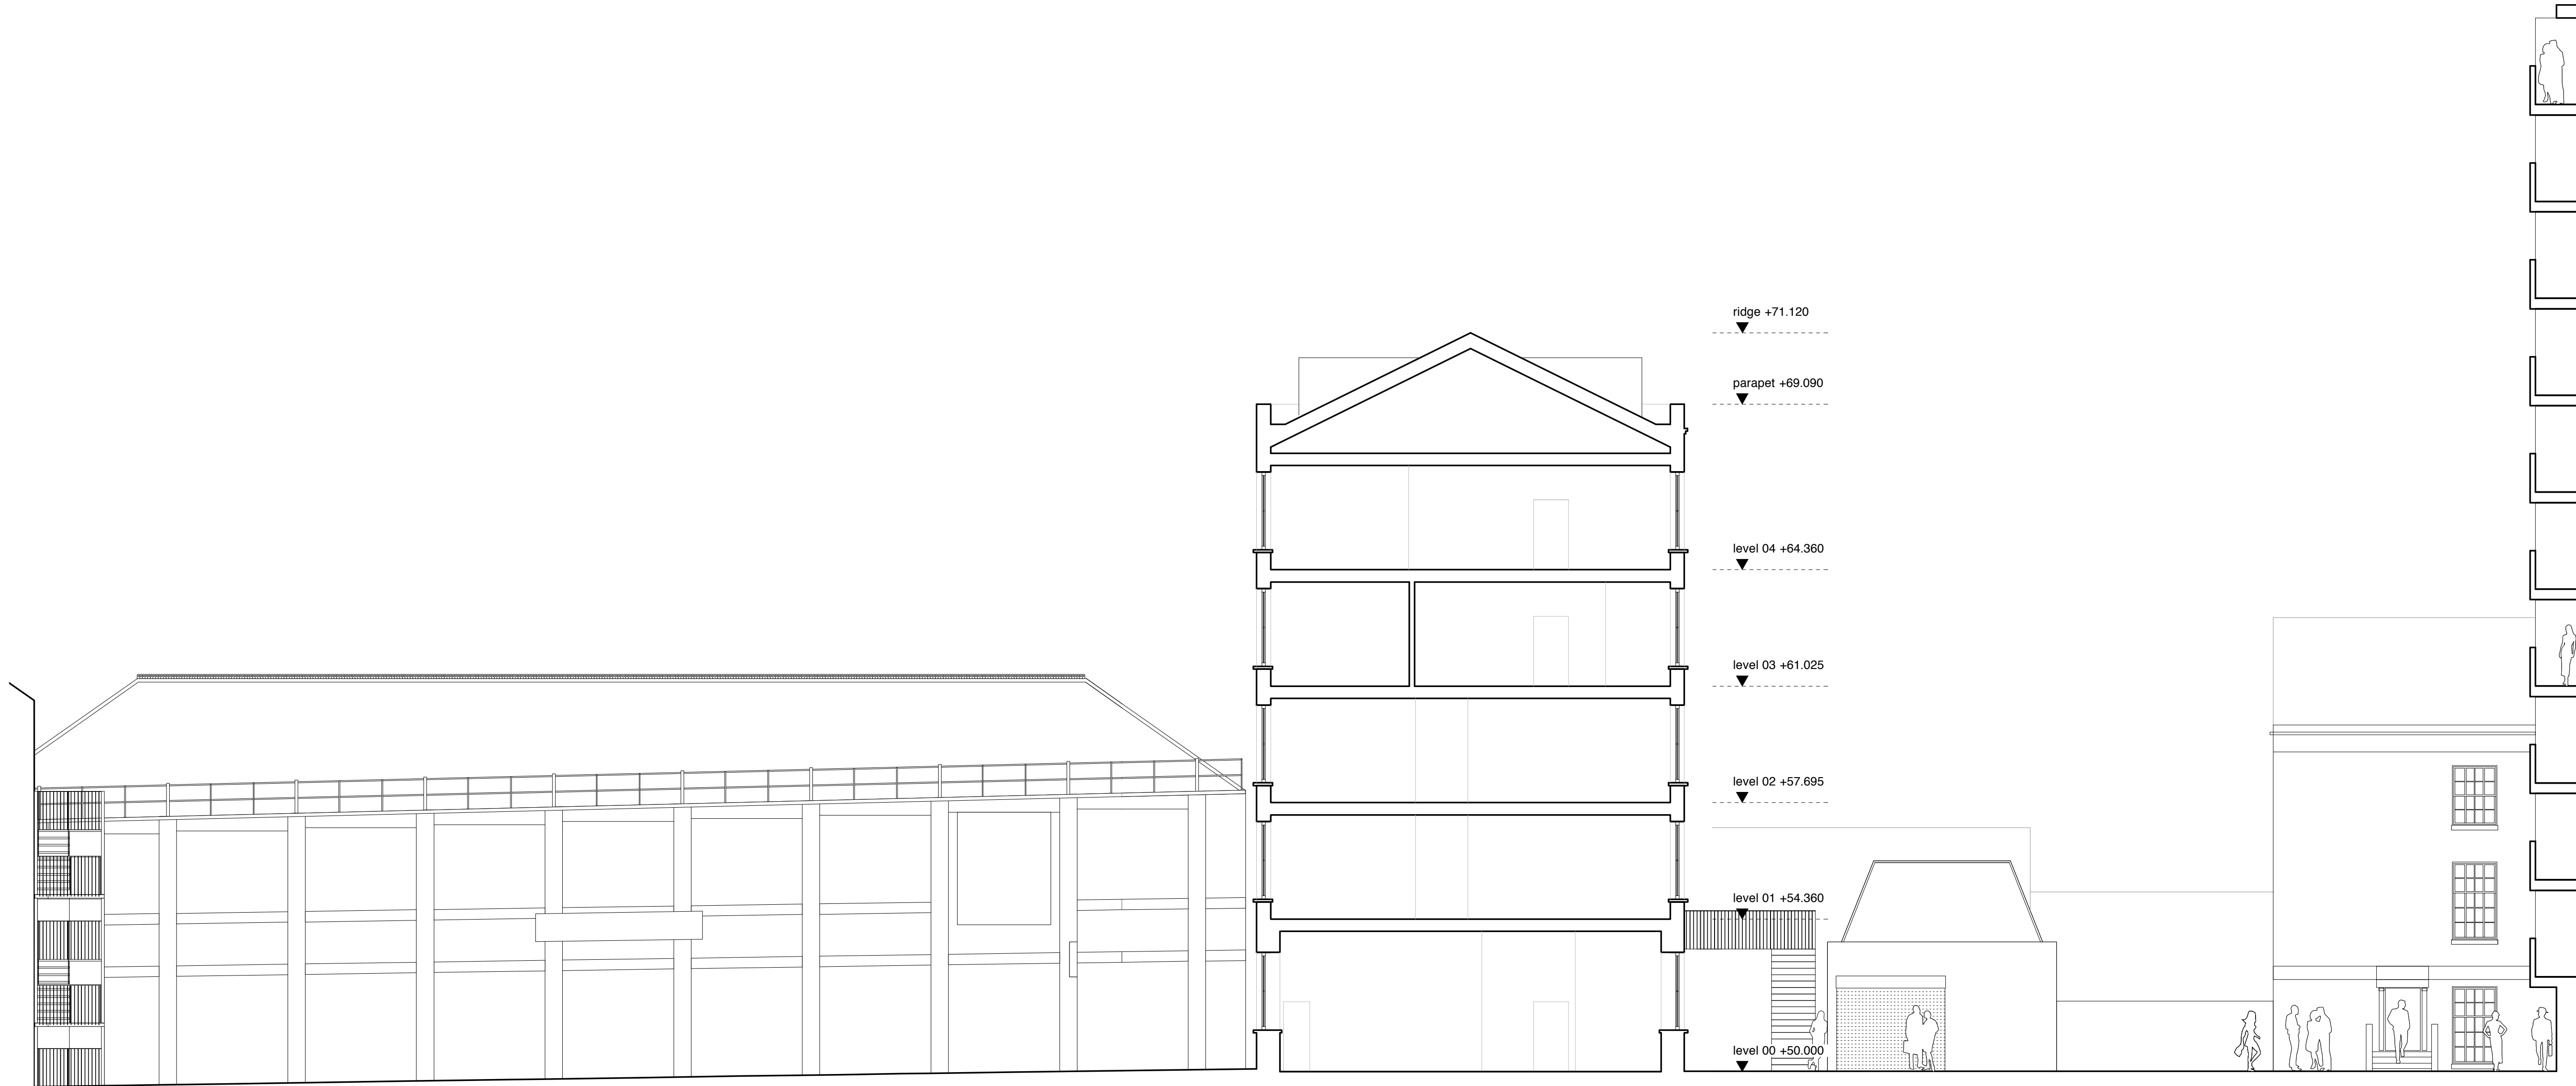 ridge +71.120
parapet +69.090
level 04 +64.360
level 03 +61.025
level 02 +57.695
level 01 +54.360
level 00 +50.000